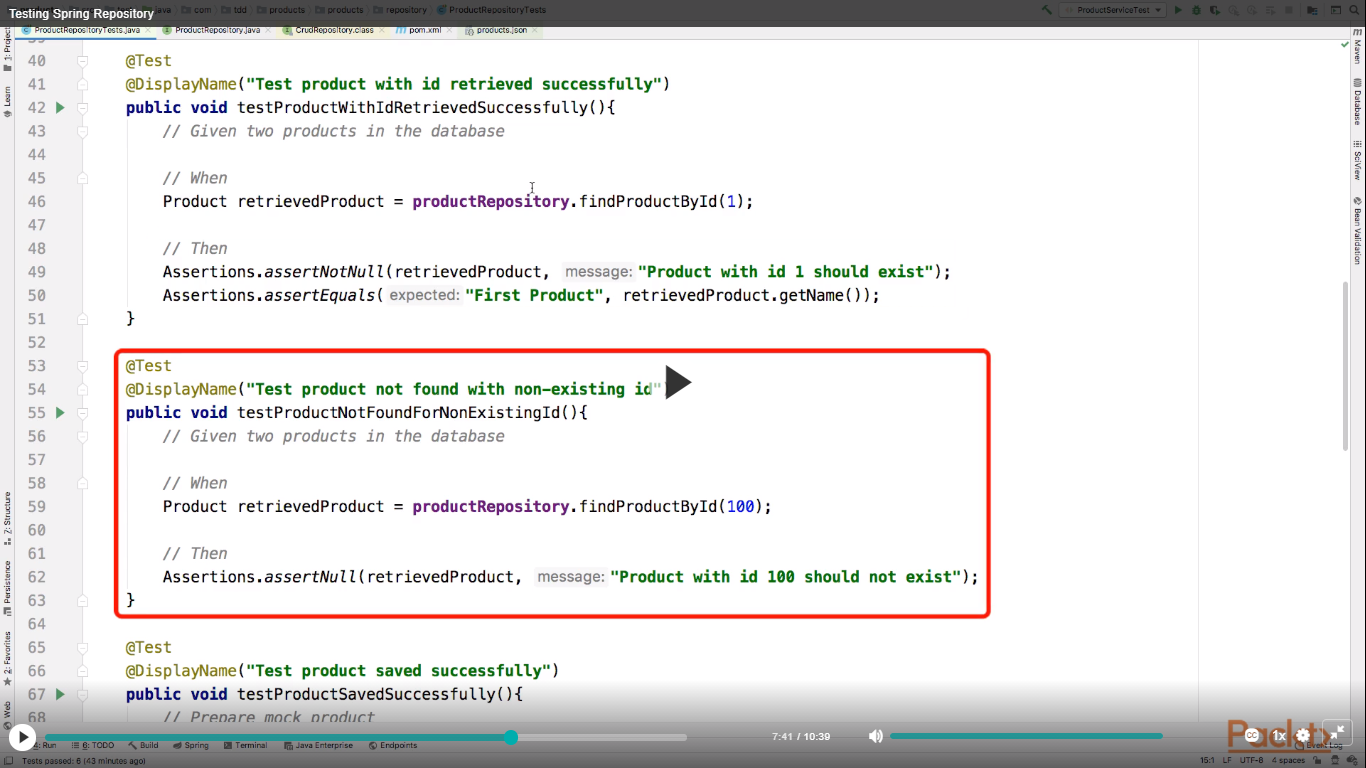 Testing Spring Repository
java com tdd products products repository ProductRepositoryTests ProductServiceTest
ProductRepositoryTests.java ProductRepository.java CrudRepository.class pom.xml products.json
1: Project
Learn
Z: Structure
Persistence
2: Favorites
Web
Maven
Database
SciView
Bean Validation
40 @Test
41 @DisplayName("Test product with id retrieved successfully")
42 public void testProductWithIdRetrievedSuccessfully(){
43 // Given two products in the database
44
45 // When
46 Product retrievedProduct = productRepository.findProductById(1);
47
48 // Then
49 Assertions.assertNotNull(retrievedProduct, message: "Product with id 1 should exist");
50 Assertions.assertEquals( expected: "First Product", retrievedProduct.getName());
51 }
52
53 @Test
54 @DisplayName("Test product not found with non-existing id"
55 public void testProductNotFoundForNonExistingId(){
56 // Given two products in the database
57
58 // When
59 Product retrievedProduct = productRepository.findProductById(100);
60
61 // Then
62 Assertions.assertNull(retrievedProduct, message: "Product with id 100 should not exist");
63 }
64
65 @Test
66 @DisplayName("Test product saved successfully")
67 public void testProductSavedSuccessfully(){
68 // Prepare mock product
7:41 / 10:39 CC 1x
Packt>
4: Run 6: TODO Build Spring Terminal Java Enterprise Endpoints Event Log
Tests passed: 6 (43 minutes ago) 15:1 LF UTF-8 4 spaces